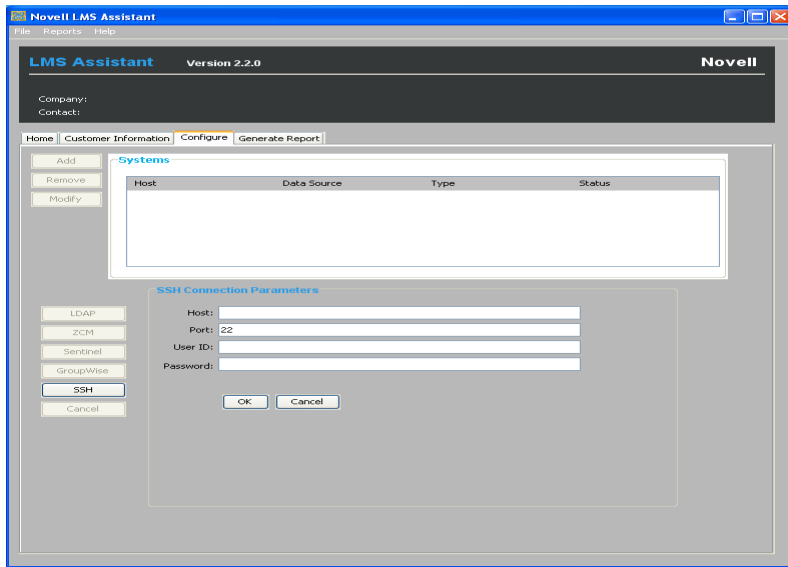 Novell LMS Assistant
File Reports Help
LMS Assistant Version 2.2.0 Novell
Company:
Contact:
Home Customer Information Configure Generate Report
Add
Remove
Modify
Systems
Host Data Source Type Status
SSH Connection Parameters
LDAP
ZCM
Sentinel
GroupWise
SSH
Cancel
Host:
Port: 22
User ID:
Password:
OK Cancel